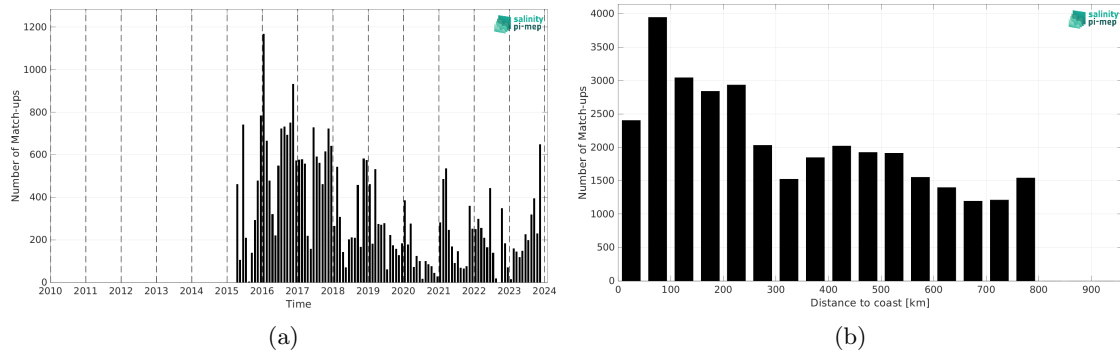 1200
1000
800
600
400
200
0
Number of Match-ups
2010 2011 2012 2013 2014 2015 2016 2017 2018 2019 2020 2021 2022 2023 2024
Time
salinity
pi-mep
(a)
4000
3500
3000
2500
2000
1500
1000
500
0
Number of Match-ups
0 100 200 300 400 500 600 700 800 900
Distance to coast [km]
salinity
pi-mep
(b)